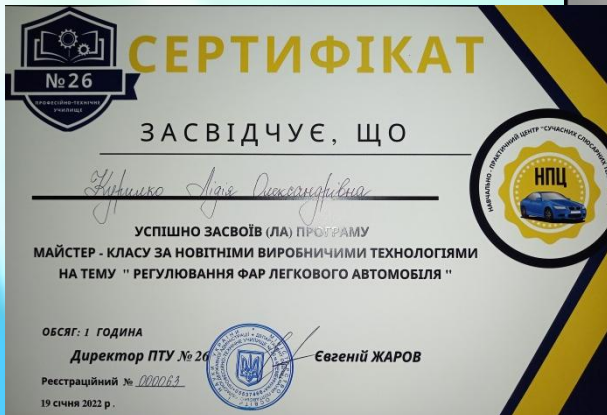 СЕРТИФІКАТ
№26
ПРОФЕСІЙНО-ТЕХНІЧНЕ
УЧИЛИЩЕ
ЗАСВІДЧУЄ, ЩО
Курилко Лідія Олександрівна
НАВЧАЛЬНО - ПРАКТИЧНИЙ ЦЕНТР "СУЧАСНИХ СЛЮСАРНИХ
НПЦ
УСПІШНО ЗАСВОЇВ (ЛА) ПРОГРАМУ
МАЙСТЕР - КЛАСУ ЗА НОВІТНІМИ ВИРОБНИЧИМИ ТЕХНОЛОГІЯМИ
НА ТЕМУ " РЕГУЛЮВАННЯ ФАР ЛЕГКОВОГО АВТОМОБІЛЯ "
ОБСЯГ: 1 ГОДИНА
Директор ПТУ № 26 Євгеній ЖАРОВ
Реєстраційний № 000063
19 січня 2022 р .